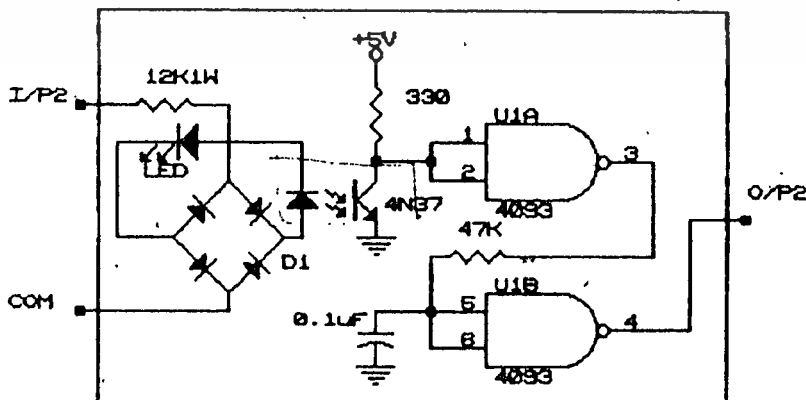 +5V
12K1W
I/P2
330
U1A
1
3
LED
2
O/P2
4N37
4093
47K
D1
U1B
COM
0.1uF
5
4
6
4093